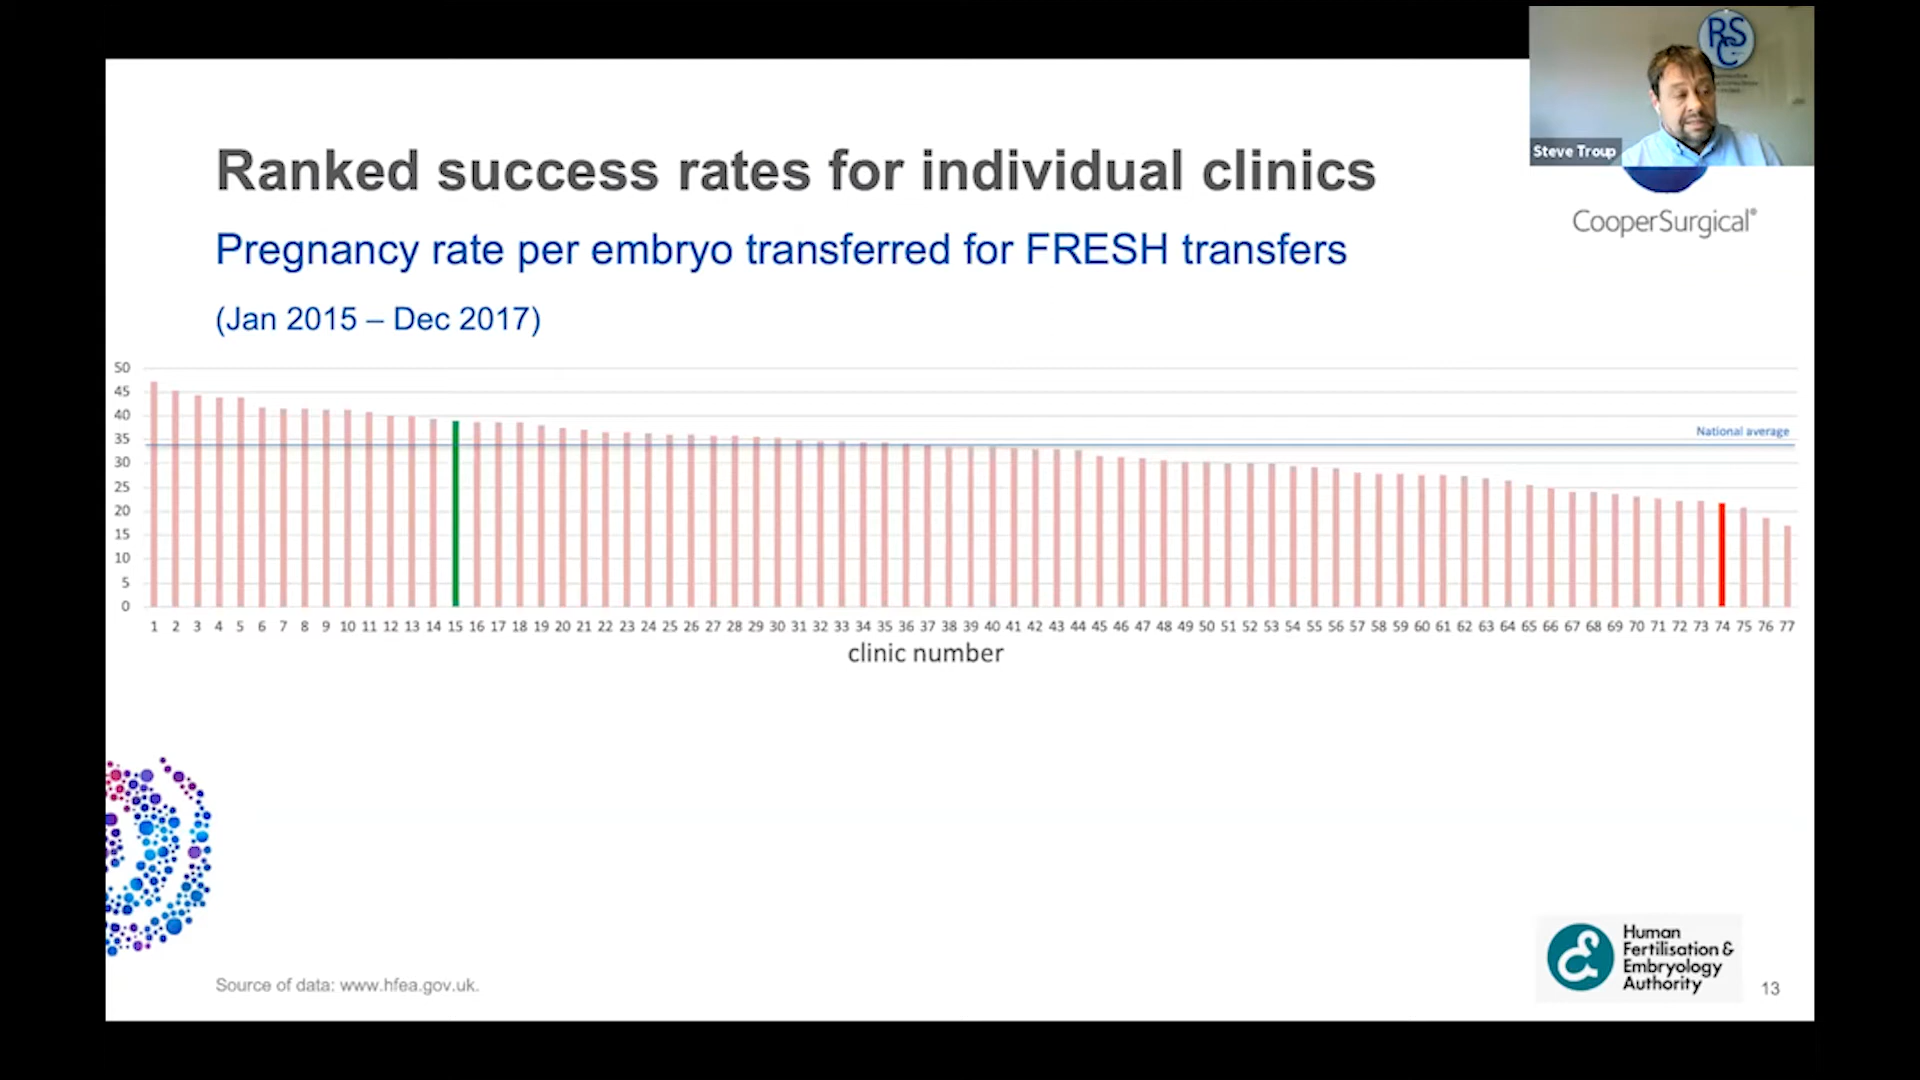 RSC
Steve Troup
CooperSurgical®
Ranked success rates for individual clinics
Pregnancy rate per embryo transferred for FRESH transfers
(Jan 2015 – Dec 2017)
50
45
40
35
30
25
20
15
10
5
0
National average
1 2 3 4 5 6 7 8 9 10 11 12 13 14 15 16 17 18 19 20 21 22 23 24 25 26 27 28 29 30 31 32 33 34 35 36 37 38 39 40 41 42 43 44 45 46 47 48 49 50 51 52 53 54 55 56 57 58 59 60 61 62 63 64 65 66 67 68 69 70 71 72 73 74 75 76 77
clinic number
Human
Fertilisation &
Embryology
Authority
Source of data: www.hfea.gov.uk.
13